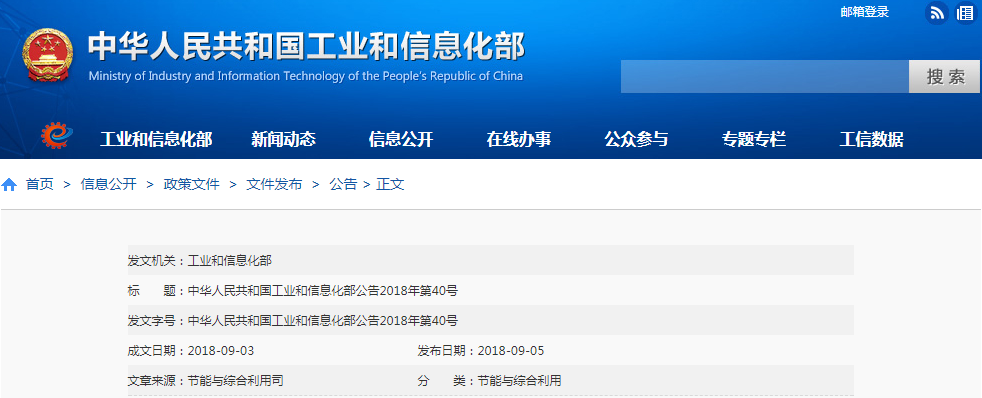 邮箱登录
中华人民共和国工业和信息化部
Ministry of Industry and Information Technology of the People's Republic of China
搜 索
工业和信息化部 新闻动态 信息公开 在线办事 公众参与 专题专栏 工信数据
首页 > 信息公开 > 政策文件 > 文件发布 > 公告 > 正文
发文机关：工业和信息化部
标 题：中华人民共和国工业和信息化部公告2018年第40号
发文字号：中华人民共和国工业和信息化部公告2018年第40号
成文日期：2018-09-03 发布日期：2018-09-05
文章来源：节能与综合利用司 分 类：节能与综合利用